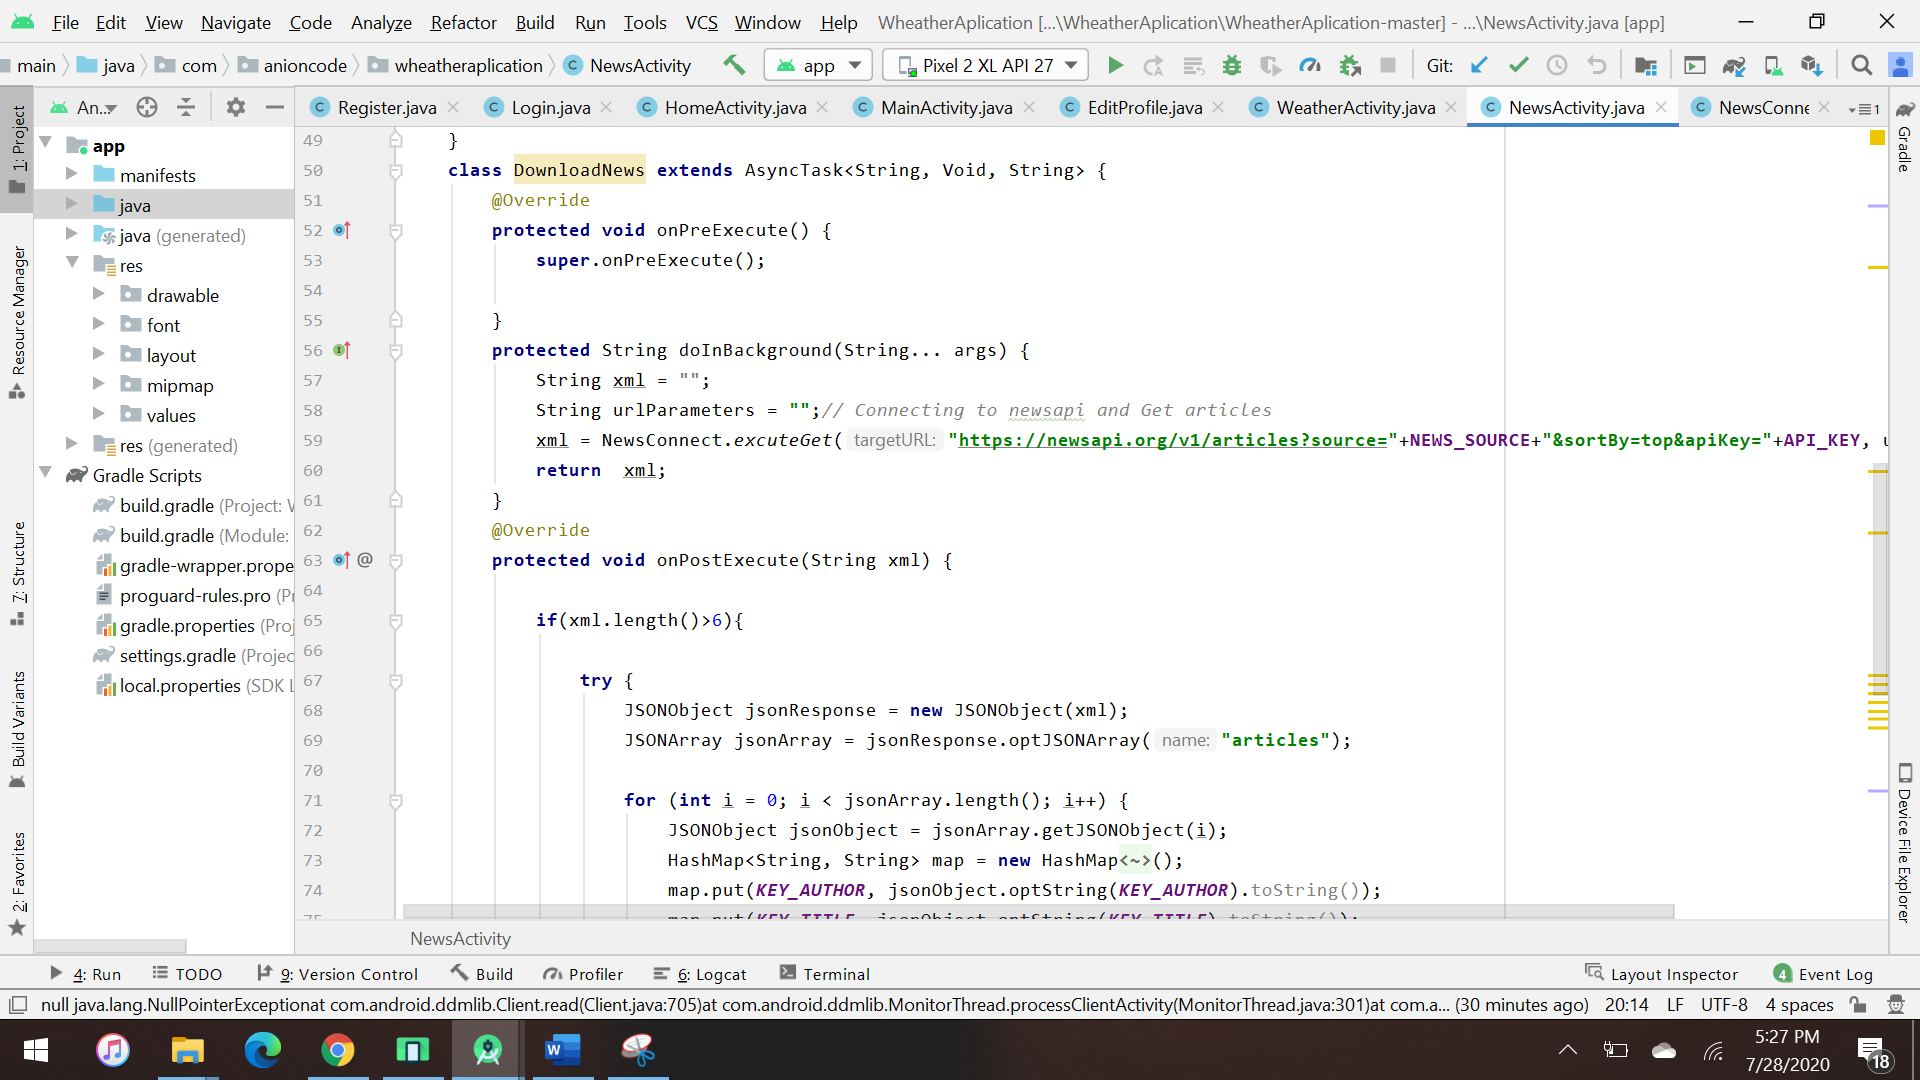 File Edit View Navigate Code Analyze Refactor Build Run Tools VCS Window Help WheatherAplication [...\WheatherAplication\WheatherAplication-master] - ...\NewsActivity.java [app]
main java com anioncode wheatheraplication NewsActivity app Pixel 2 XL API 27 Git:
An... Register.java Login.java HomeActivity.java MainActivity.java EditProfile.java WeatherActivity.java NewsActivity.java NewsConne 1
1: Project
Resource Manager
7: Structure
Build Variants
2: Favorites
app
manifests
java
java (generated)
res
drawable
font
layout
mipmap
values
res (generated)
Gradle Scripts
build.gradle (Project: W
build.gradle (Module:
gradle-wrapper.prope
proguard-rules.pro (Pr
gradle.properties (Proj
settings.gradle (Projec
local.properties (SDK L
49 }
50 class DownloadNews extends AsyncTask<String, Void, String> {
51 @Override
52 protected void onPreExecute() {
53 super.onPreExecute();
54
55 }
56 protected String doInBackground(String... args) {
57 String xml = "";
58 String urlParameters = "";// Connecting to newsapi and Get articles
59 xml = NewsConnect.excuteGet( targetURL: "https://newsapi.org/v1/articles?source="+NEWS_SOURCE+"&sortBy=top&apiKey="+API_KEY, u
60 return xml;
61 }
62 @Override
63 @ protected void onPostExecute(String xml) {
64
65 if(xml.length()>6){
66
67 try {
68 JSONObject jsonResponse = new JSONObject(xml);
69 JSONArray jsonArray = jsonResponse.optJSONArray( name: "articles");
70
71 for (int i = 0; i < jsonArray.length(); i++) {
72 JSONObject jsonObject = jsonArray.getJSONObject(i);
73 HashMap<String, String> map = new HashMap<~>();
74 map.put(KEY_AUTHOR, jsonObject.optString(KEY_AUTHOR).toString());
75 map.put(KEY_TITLE, jsonObject.optString(KEY_TITLE).toString());
NewsActivity
Gradle
Device File Explorer
4: Run TODO 9: Version Control Build Profiler 6: Logcat Terminal Layout Inspector 4 Event Log
null java.lang.NullPointerExceptionat com.android.ddmlib.Client.read(Client.java:705)at com.android.ddmlib.MonitorThread.processClientActivity(MonitorThread.java:301)at com.a... (30 minutes ago) 20:14 LF UTF-8 4 spaces
W
5:27 PM
7/28/2020
18